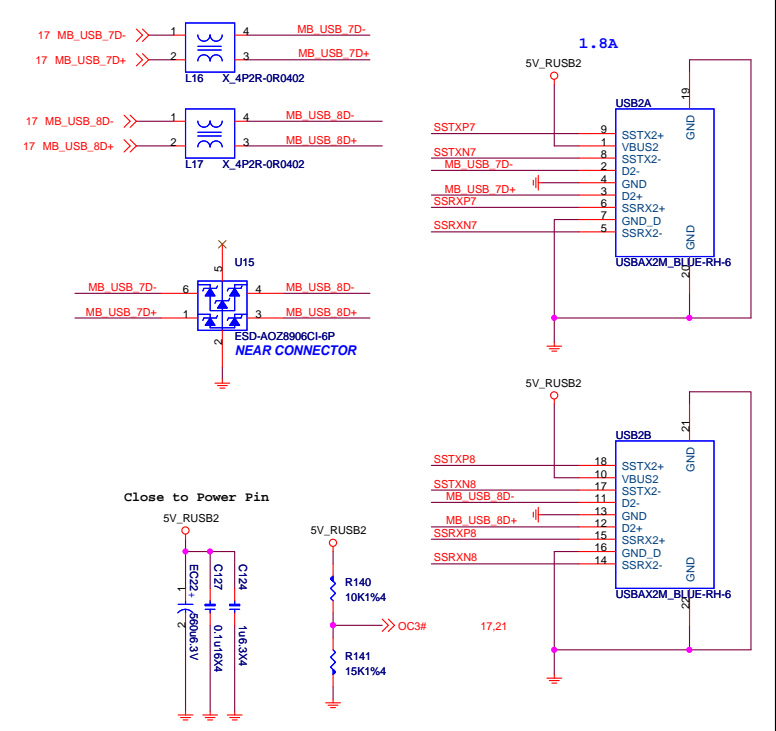 17 MB_USB_7D- 1 4 MB_USB_7D-
17 MB_USB_7D+ 2 3 MB_USB_7D+
L16 X_4P2R-0R0402
17 MB_USB_8D- 1 4 MB_USB_8D-
17 MB_USB_8D+ 2 3 MB_USB_8D+
L17 X_4P2R-0R0402
U15
5
MB_USB_7D- 6 4 MB_USB_8D-
MB_USB_7D+ 1 3 MB_USB_8D+
2
ESD-AOZ8906CI-6P
NEAR CONNECTOR
1.8A
5V_RUSB2
USB2A
19
GND
SSTXP7 9 SSTX2+
1 VBUS2
SSTXN7 8 SSTX2-
MB_USB_7D- 2 D2-
4 GND
MB_USB_7D+ 3 D2+
SSRXP7 6 SSRX2+
7 GND_D
SSRXN7 5 SSRX2-
GND
20
USBAX2M_BLUE-RH-6
5V_RUSB2
USB2B
21
GND
SSTXP8 18 SSTX2+
10 VBUS2
SSTXN8 17 SSTX2-
MB_USB_8D- 11 D2-
13 GND
MB_USB_8D+ 12 D2+
SSRXP8 15 SSRX2+
16 GND_D
SSRXN8 14 SSRX2-
GND
22
USBAX2M_BLUE-RH-6
Close to Power Pin
5V_RUSB2
EC22
1 +
2
560u6.3V
C127
0.1u16X4
C124
1u6.3X4
5V_RUSB2
R140
10K1%4
OC3# 17,21
R141
15K1%4